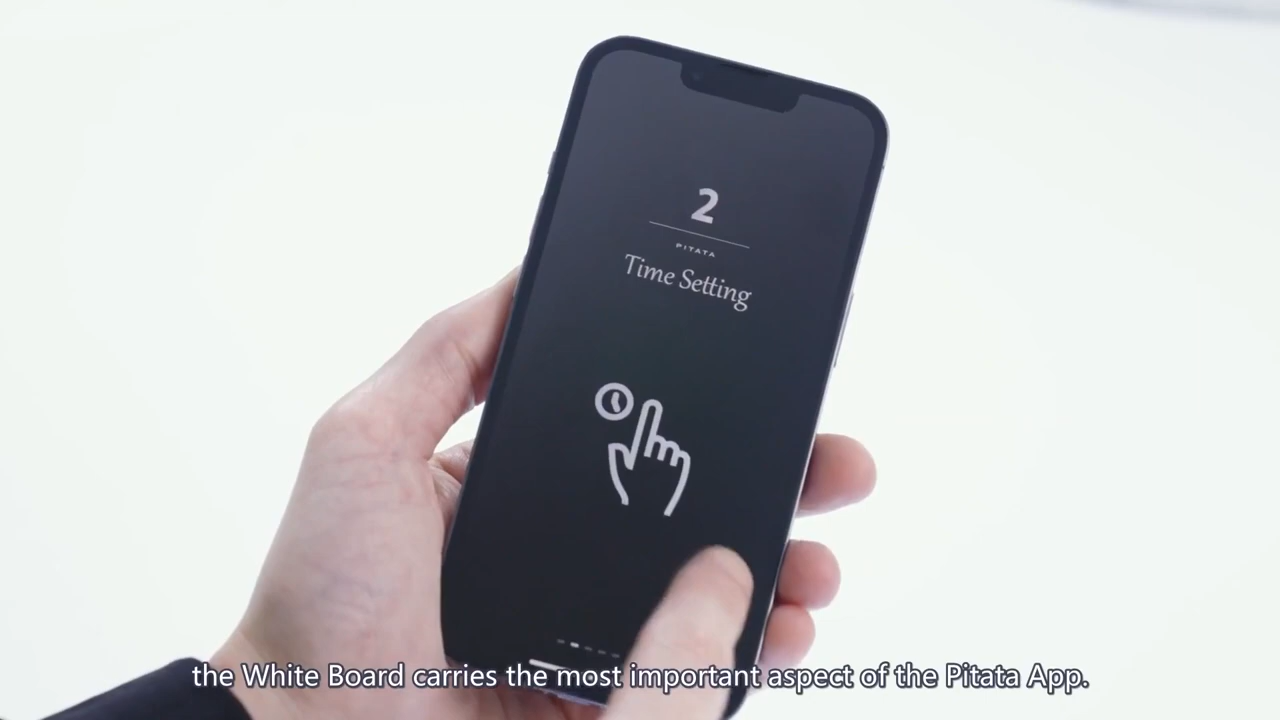 2
PITATA
Time Setting
the White Board carries the most important aspect of the Pitata App.